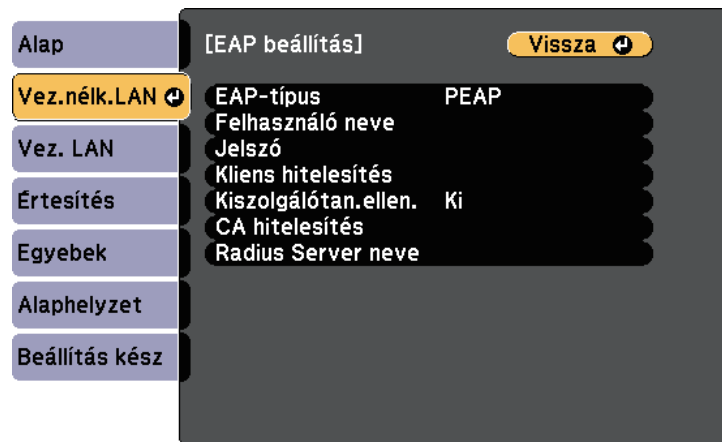 Alap
Vez.nélk.LAN
Vez. LAN
Értesítés
Egyebek
Alaphelyzet
Beállítás kész
[EAP beállítás]
Vissza
EAP-típus PEAP
Felhasználó neve
Jelszó
Kliens hitelesítés
Kiszolgálótan.ellen. Ki
CA hitelesítés
Radius Server neve